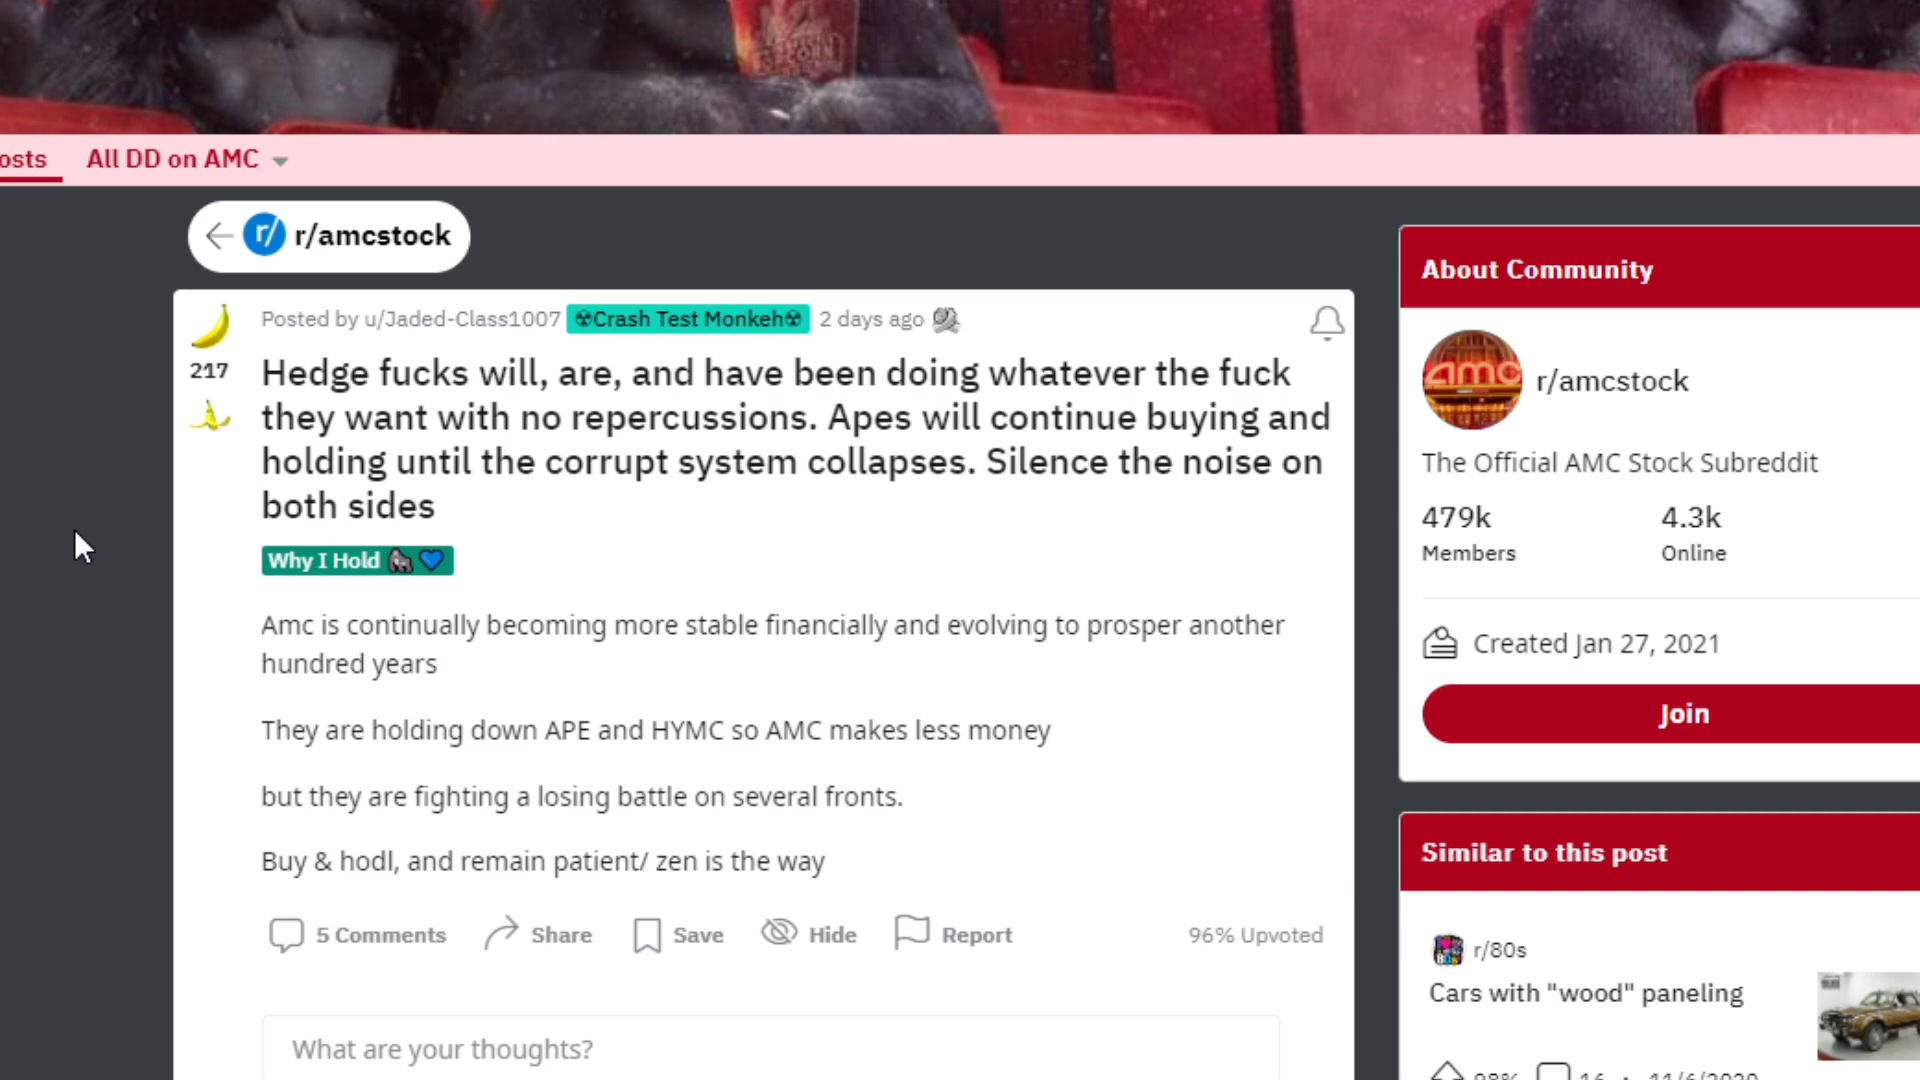 osts
All DD on AMC
r/
r/amcstock
Posted by u/Jaded-Class1007 ☢Crash Test Monkeh☢ 2 days ago
217
Hedge fucks will, are, and have been doing whatever the fuck
they want with no repercussions. Apes will continue buying and
holding until the corrupt system collapses. Silence the noise on
both sides
Why I Hold 🦍💙
Amc is continually becoming more stable financially and evolving to prosper another
hundred years
They are holding down APE and HYMC so AMC makes less money
but they are fighting a losing battle on several fronts.
Buy & hodl, and remain patient/ zen is the way
5 Comments
Share
Save
Hide
Report
96% Upvoted
What are your thoughts?
About Community
amc
r/amcstock
The Official AMC Stock Subreddit
479k
4.3k
Members
Online
Created Jan 27, 2021
Join
Similar to this post
r/80s
Cars with "wood" paneling
98%
16
11/6/2020